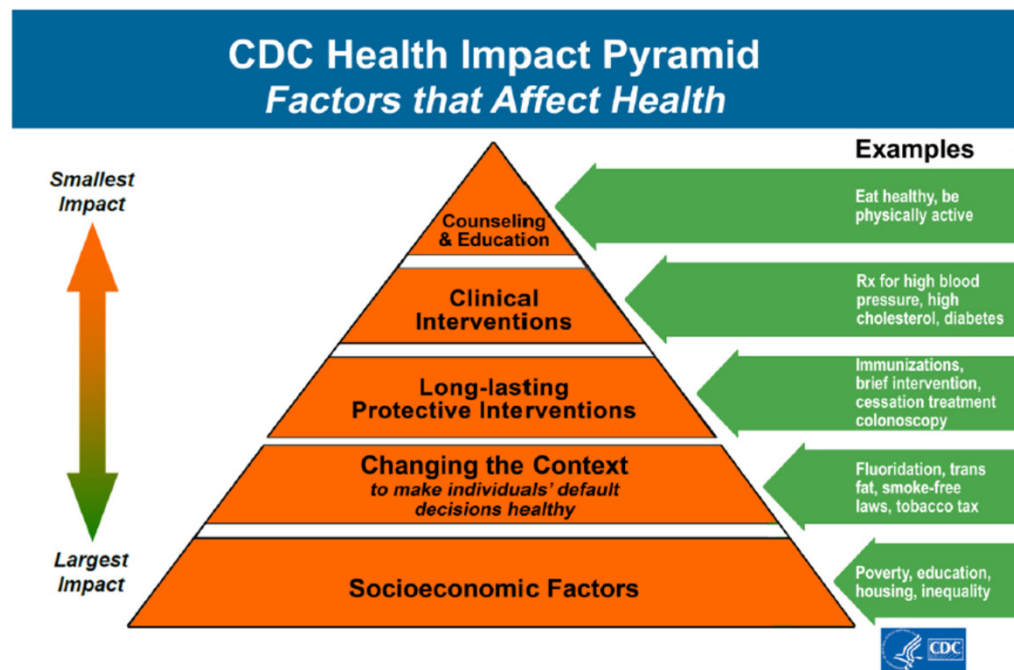 CDC Health Impact Pyramid
Factors that Affect Health
Examples
Smallest
Impact
Counseling
& Education
Eat healthy, be
physically active
Clinical
Interventions
Rx for high blood
pressure, high
cholesterol, diabetes
Long-lasting
Protective Interventions
Immunizations,
brief intervention,
cessation treatment
colonoscopy
Changing the Context
to make individuals' default
decisions healthy
Fluoridation, trans
fat, smoke-free
laws, tobacco tax
Largest
Impact
Socioeconomic Factors
Poverty, education,
housing, inequality
CDC